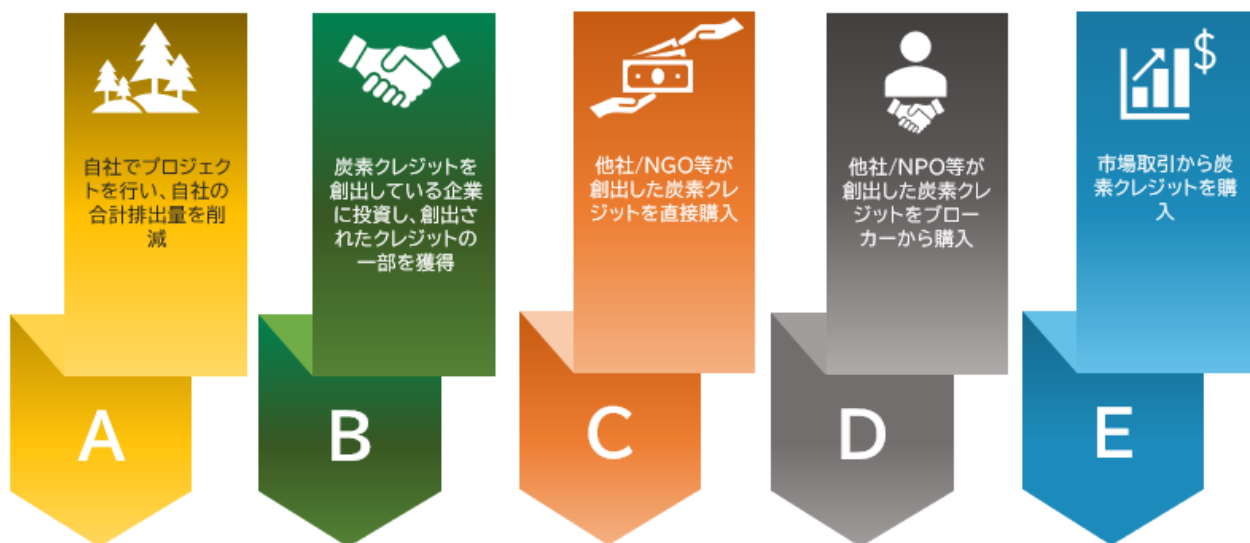 自社でプロジェク
トを行い、自社の
合計排出量を削
減
A
炭素クレジットを
創出している企業
に投資し、創出さ
れたクレジットの
一部を獲得
B
他社/NGO等が
創出した炭素クレ
ジットを直接購入
C
他社/NPO等が
創出した炭素クレ
ジットをブロー
カーから購入
D
$
市場取引から炭
素クレジットを購
入
E